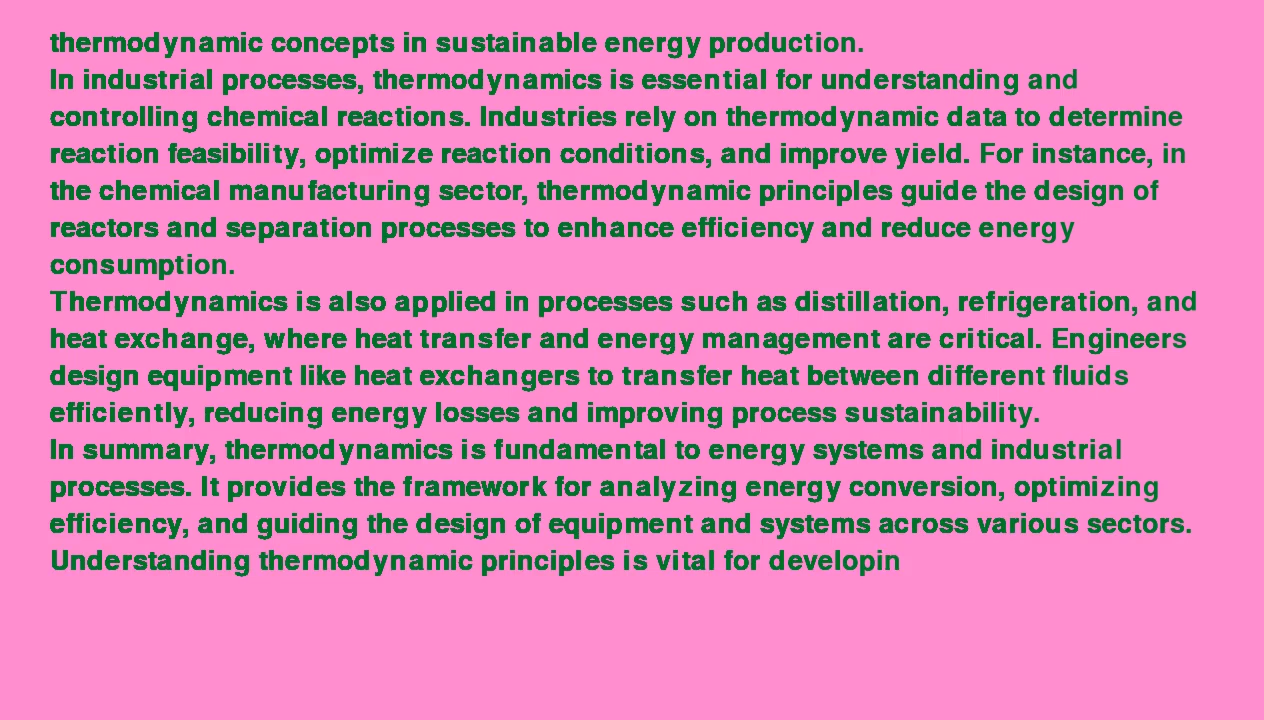 thermodynamic concepts in sustainable energy production.
In industrial processes, thermodynamics is essential for understanding and
controlling chemical reactions. Industries rely on thermodynamic data to determine
reaction feasibility, optimize reaction conditions, and improve yield. For instance, in
the chemical manufacturing sector, thermodynamic principles guide the design of
reactors and separation processes to enhance efficiency and reduce energy
consumption.
Thermodynamics is also applied in processes such as distillation, refrigeration, and
heat exchange, where heat transfer and energy management are critical. Engineers
design equipment like heat exchangers to transfer heat between different fluids
efficiently, reducing energy losses and improving process sustainability.
In summary, thermodynamics is fundamental to energy systems and industrial
processes. It provides the framework for analyzing energy conversion, optimizing
efficiency, and guiding the design of equipment and systems across various sectors.
Understanding thermodynamic principles is vital for developin